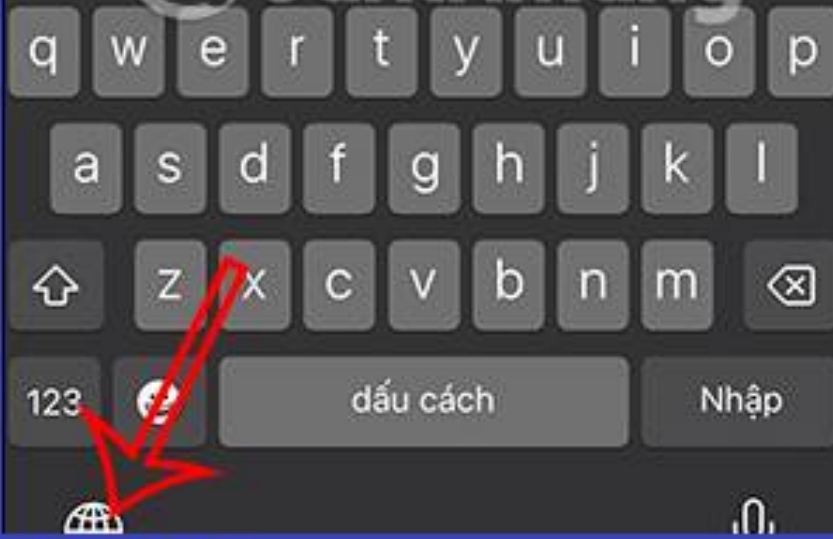 q w e r t y u i o p
a s d f g h j k l
z x c v b n m
123 dấu cách Nhập